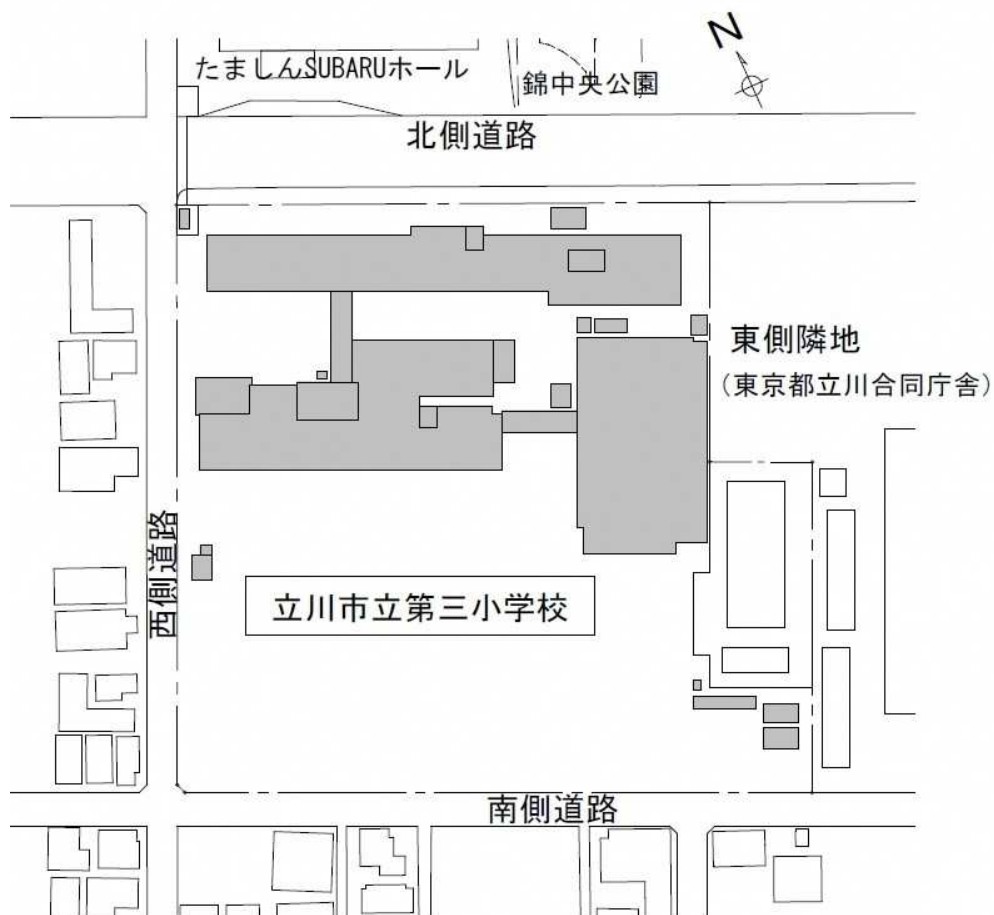 N
たましんSUBARUホール
錦中央公園
北側道路
東側隣地
（東京都立川合同庁舎）
西側道路
立川市立第三小学校
南側道路